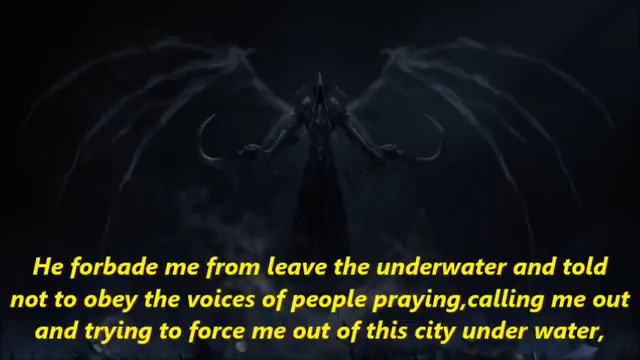 He forbade me from leave the underwater and told
not to obey the voices of people praying,calling me out
and trying to force me out of this city under water,